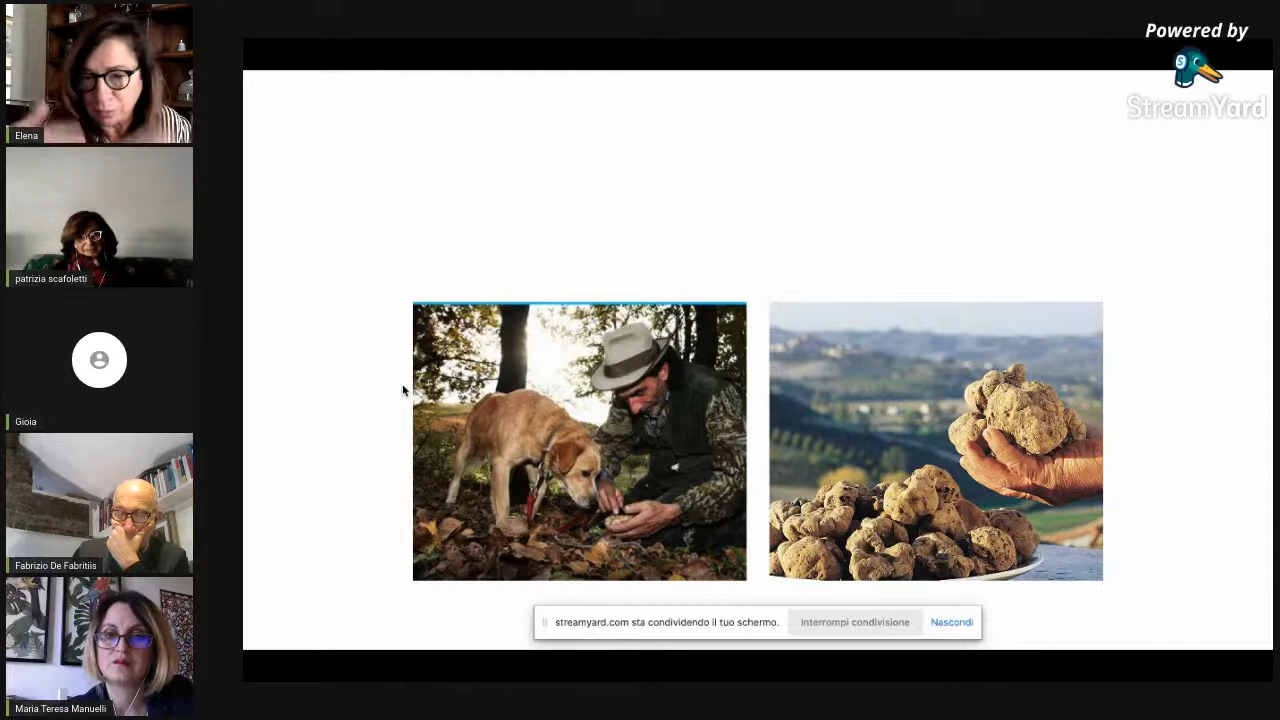 Powered by
StreamYard
Elena
patrizia scafoletti
Gioia
Fabrizio De Fabritiis
Maria Teresa Manuelli
streamyard.com sta condividendo il tuo schermo.
Interrompi condivisione
Nascondi